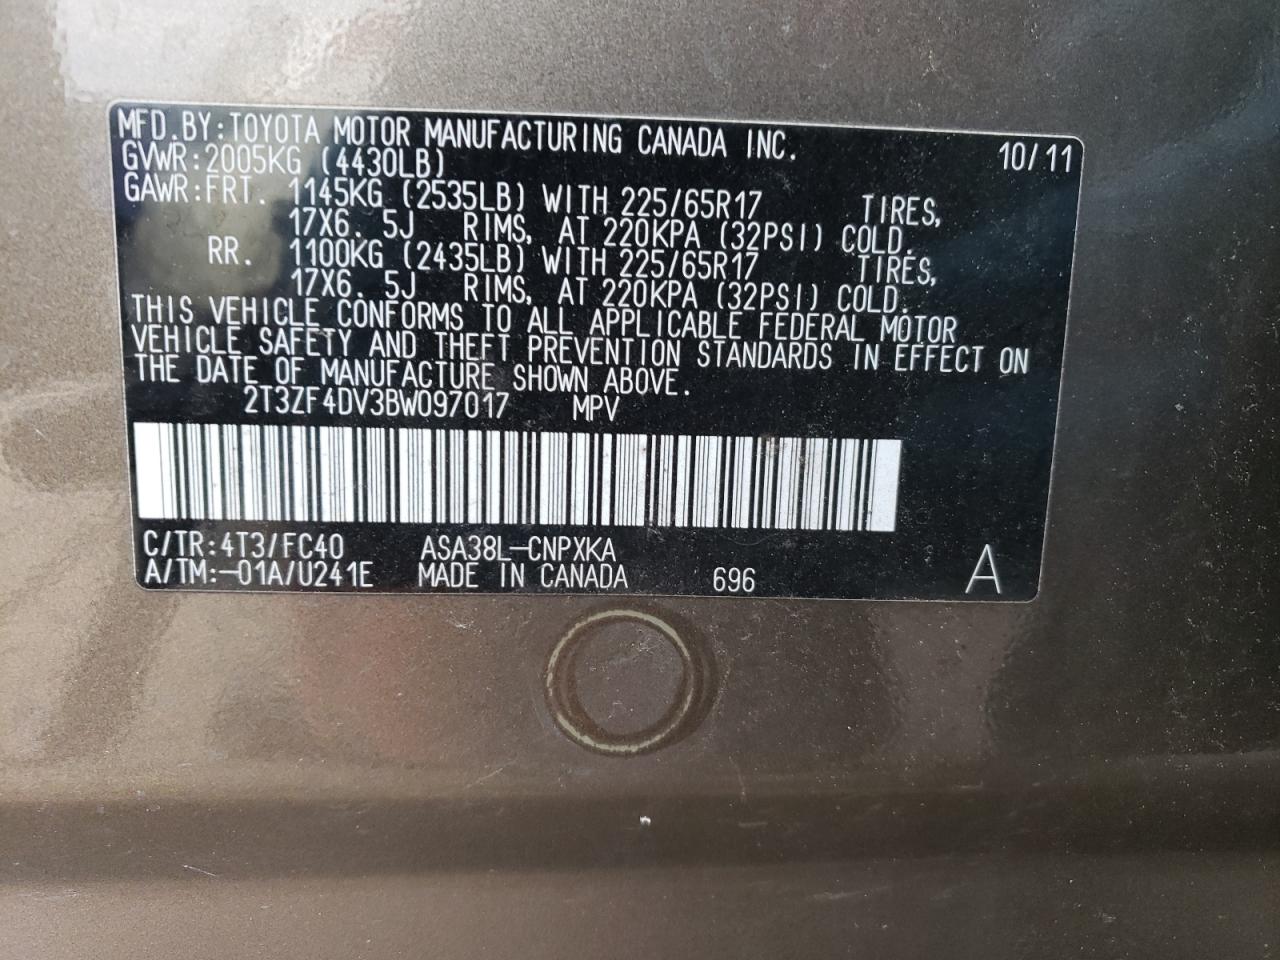 MFD.BY:TOYOTA MOTOR MANUFACTURING CANADA INC.
GVWR:2005KG (4430LB) 10/11
GAWR:FRT. 1145KG (2535LB) WITH 225/65R17 TIRES,
17X6. 5J RIMS, AT 220KPA (32PSI) COLD.
RR. 1100KG (2435LB) WITH 225/65R17 TIRES,
17X6. 5J RIMS, AT 220KPA (32PSI) COLD.
THIS VEHICLE CONFORMS TO ALL APPLICABLE FEDERAL MOTOR
VEHICLE SAFETY AND THEFT PREVENTION STANDARDS IN EFFECT ON
THE DATE OF MANUFACTURE SHOWN ABOVE.
2T3ZF4DV3BW097017 MPV
C/TR:4T3/FC40 ASA38L-CNPXKA
A/TM:-01A/U241E MADE IN CANADA 696 A